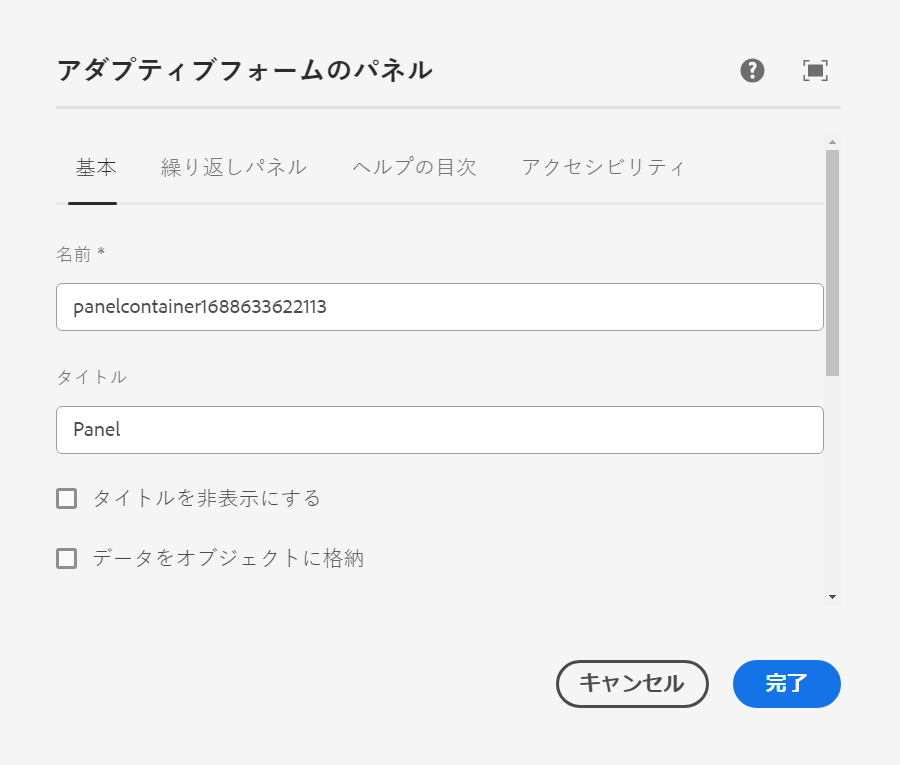 アダプティブフォームのパネル
基本 繰り返しパネル ヘルプの目次 アクセシビリティ
名前 *
panelcontainer1688633622113
タイトル
Panel
タイトルを非表示にする
データをオブジェクトに格納
キャンセル 完了